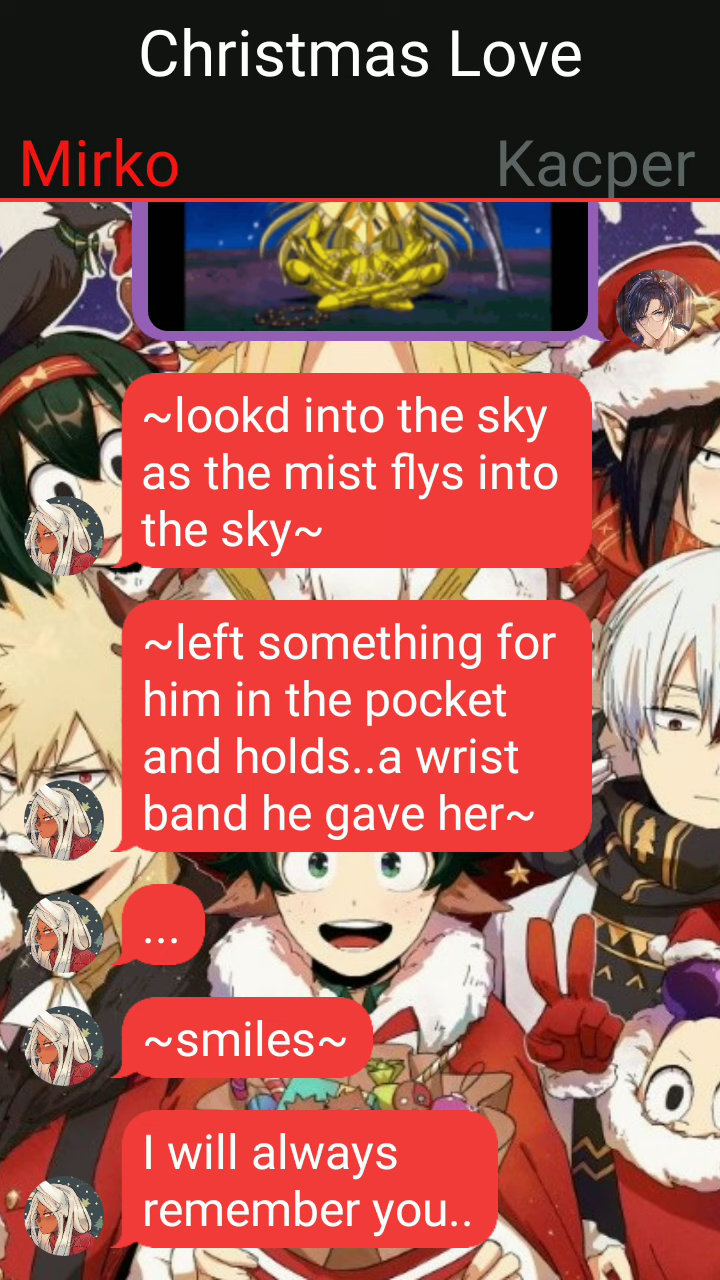 Christmas Love
Mirko
Kacper
~lookd into the sky
as the mist flys into
the sky~
~left something for
him in the pocket
and holds..a wrist
band he gave her~
...
~smiles~
I will always
remember you..